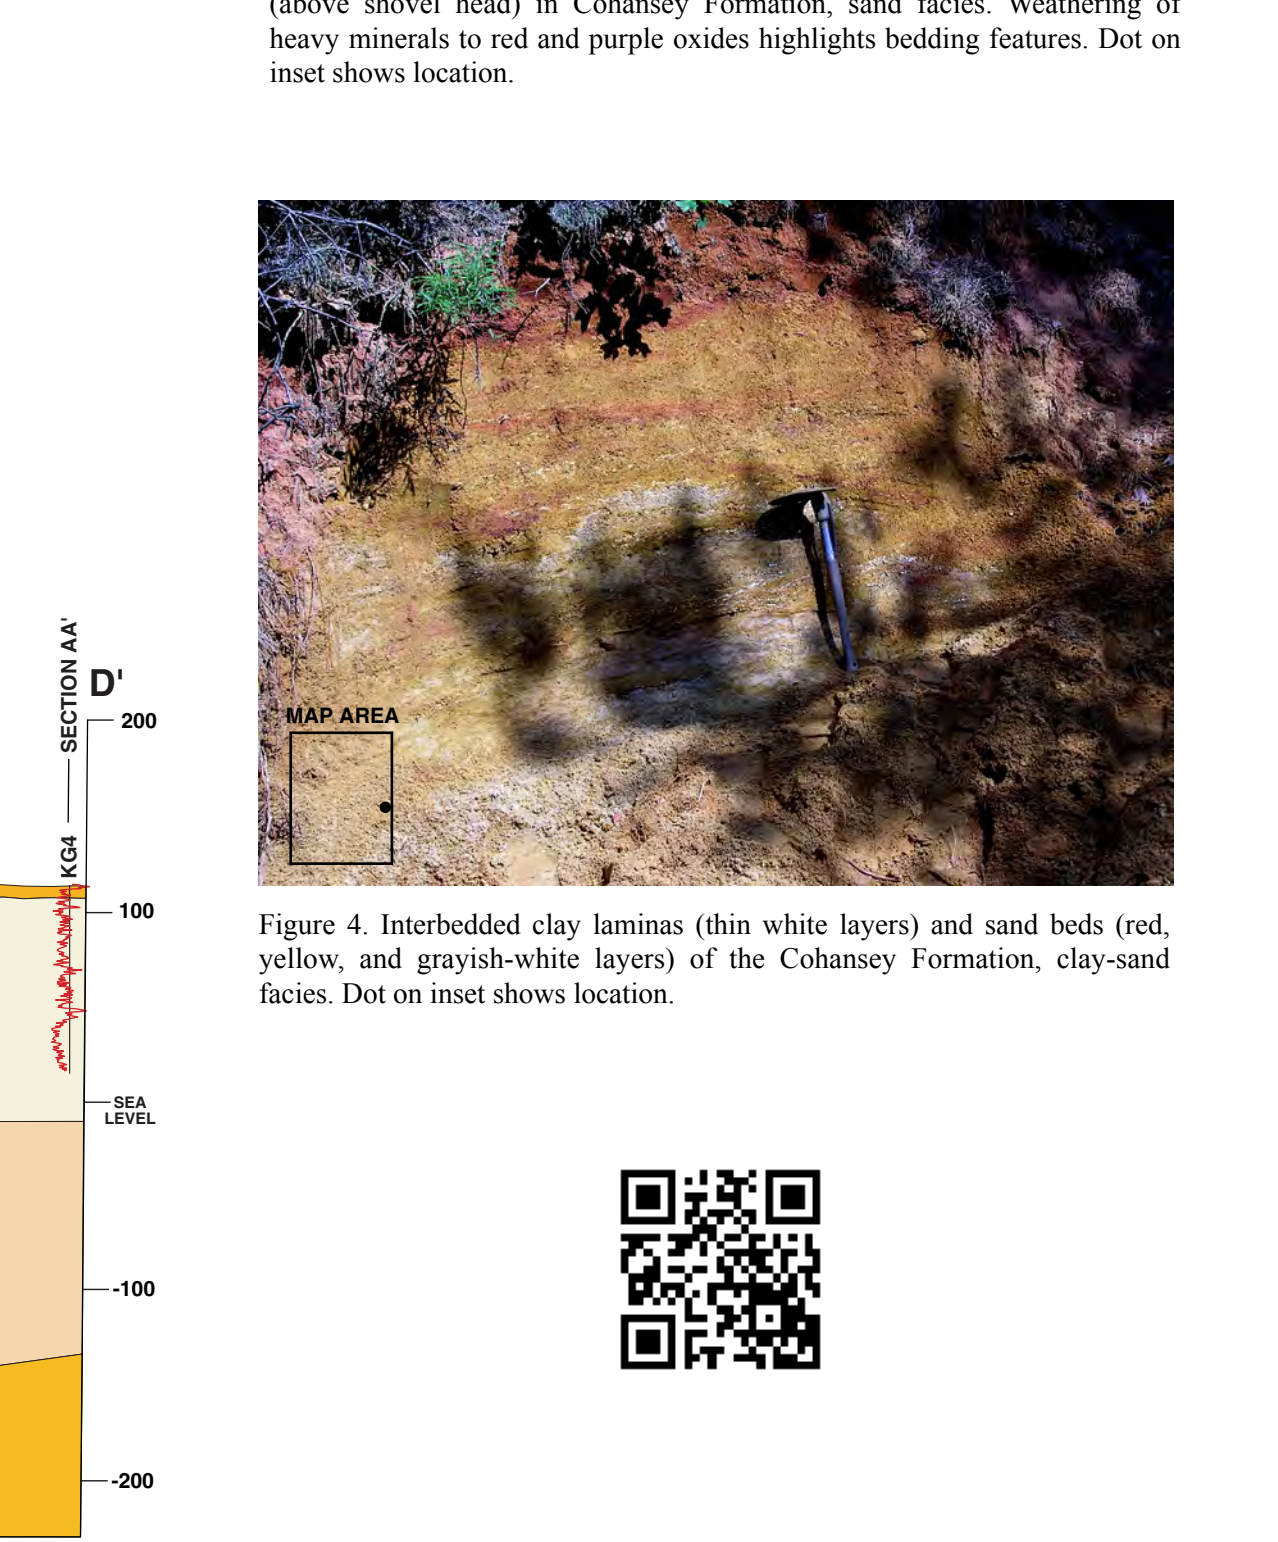 (above shovel head) in Cohansey Formation, sand facies. Weathering of
heavy minerals to red and purple oxides highlights bedding features. Dot on
inset shows location.
MAP AREA
Figure 4. Interbedded clay laminas (thin white layers) and sand beds (red,
yellow, and grayish-white layers) of the Cohansey Formation, clay-sand
facies. Dot on inset shows location.
KG4
SECTION AA'
D'
200
100
SEA
LEVEL
-100
-200